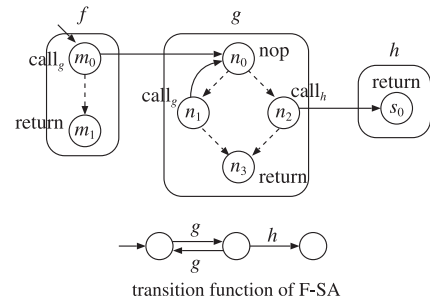 f g h
call_g m_0 n_0 nop return
call_g n_1 n_2 call_h s_0
return m_1
n_3 return
g h
g
transition function of F-SA